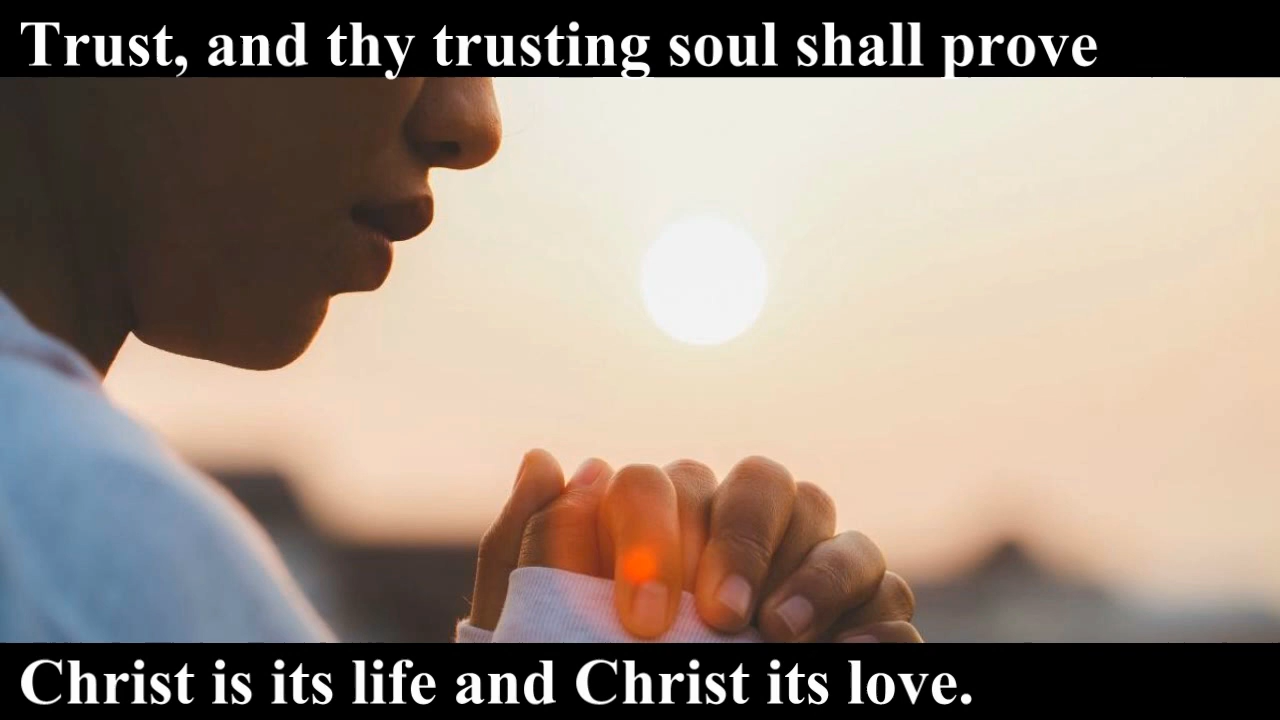 Trust, and thy trusting soul shall prove
Christ is its life and Christ its love.